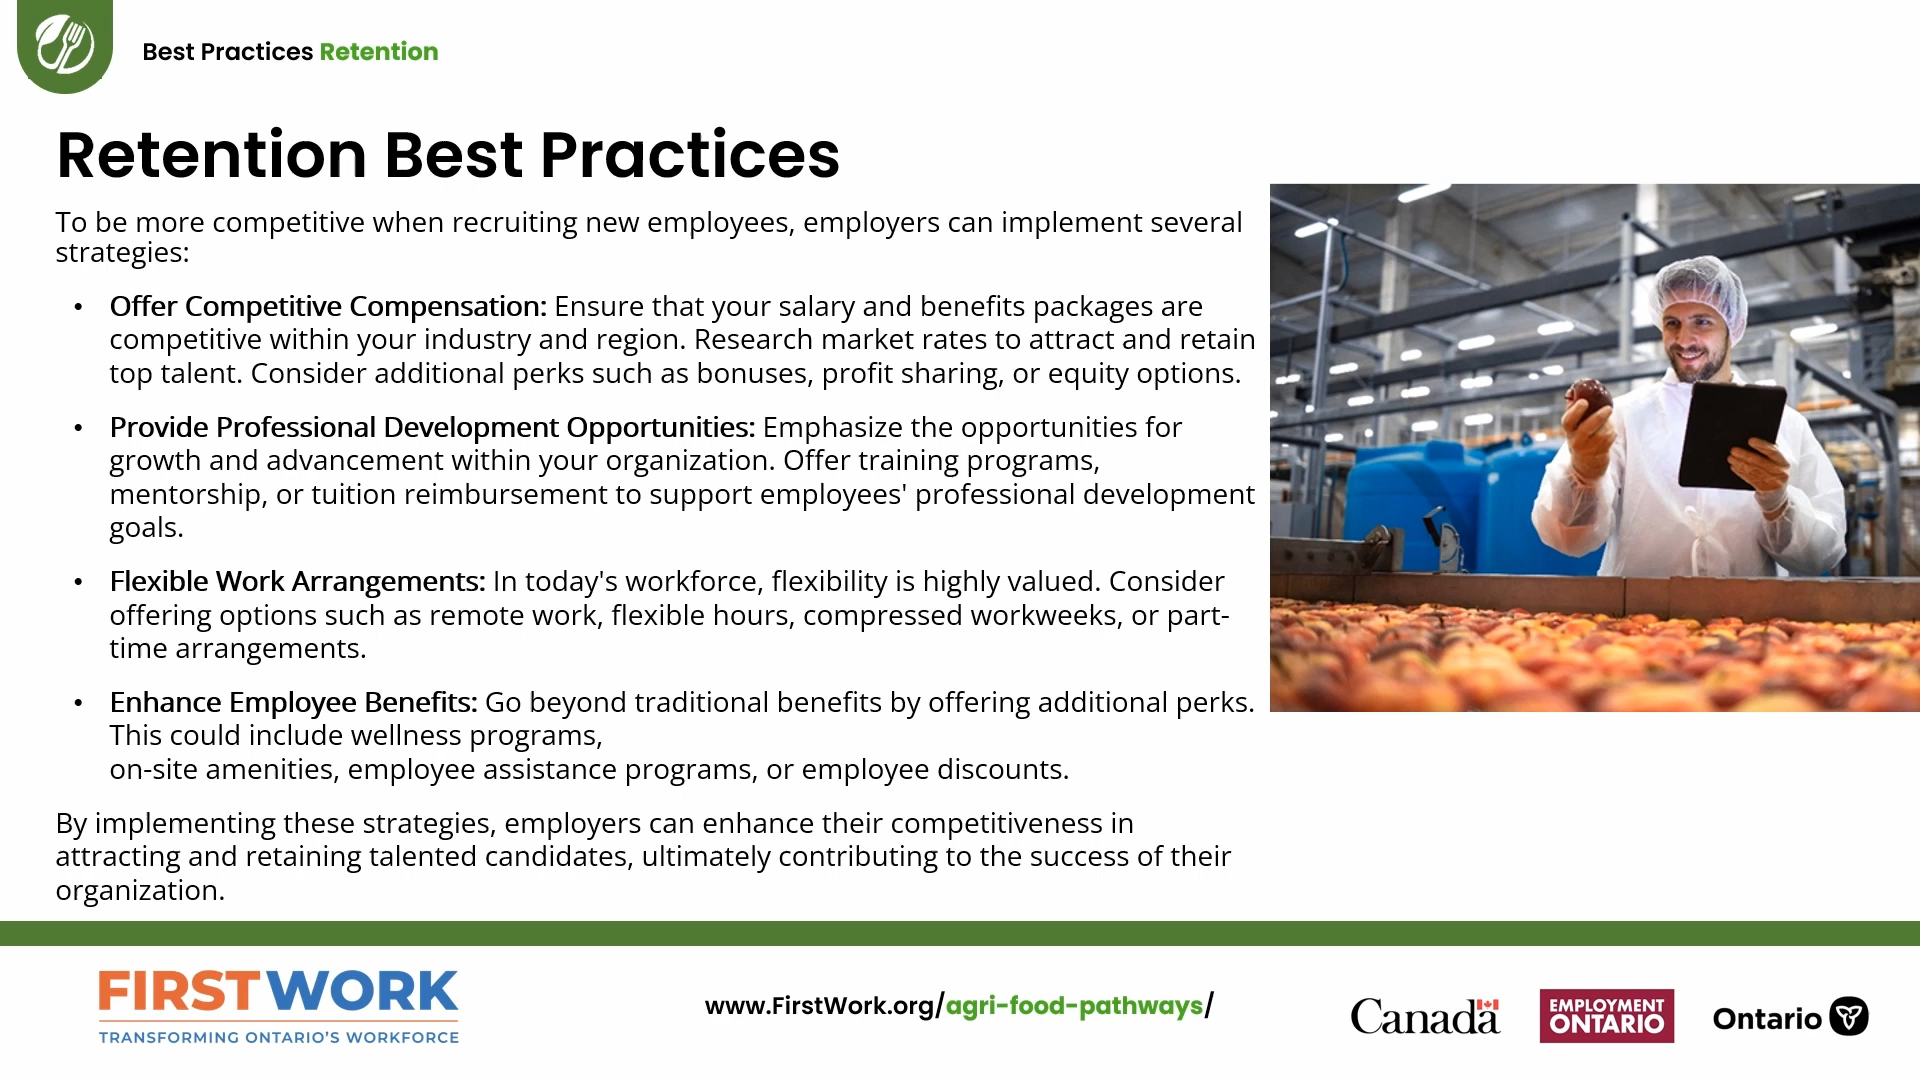 Best Practices Retention
Retention Best Practices
To be more competitive when recruiting new employees, employers can implement several
strategies:
• Offer Competitive Compensation: Ensure that your salary and benefits packages are
competitive within your industry and region. Research market rates to attract and retain
top talent. Consider additional perks such as bonuses, profit sharing, or equity options.
• Provide Professional Development Opportunities: Emphasize the opportunities for
growth and advancement within your organization. Offer training programs,
mentorship, or tuition reimbursement to support employees' professional development
goals.
• Flexible Work Arrangements: In today's workforce, flexibility is highly valued. Consider
offering options such as remote work, flexible hours, compressed workweeks, or part-
time arrangements.
• Enhance Employee Benefits: Go beyond traditional benefits by offering additional perks.
This could include wellness programs,
on-site amenities, employee assistance programs, or employee discounts.
By implementing these strategies, employers can enhance their competitiveness in
attracting and retaining talented candidates, ultimately contributing to the success of their
organization.
FIRSTWORK
TRANSFORMING ONTARIO'S WORKFORCE
www.FirstWork.org/agri-food-pathways/
Canada
EMPLOYMENT
ONTARIO
Ontario